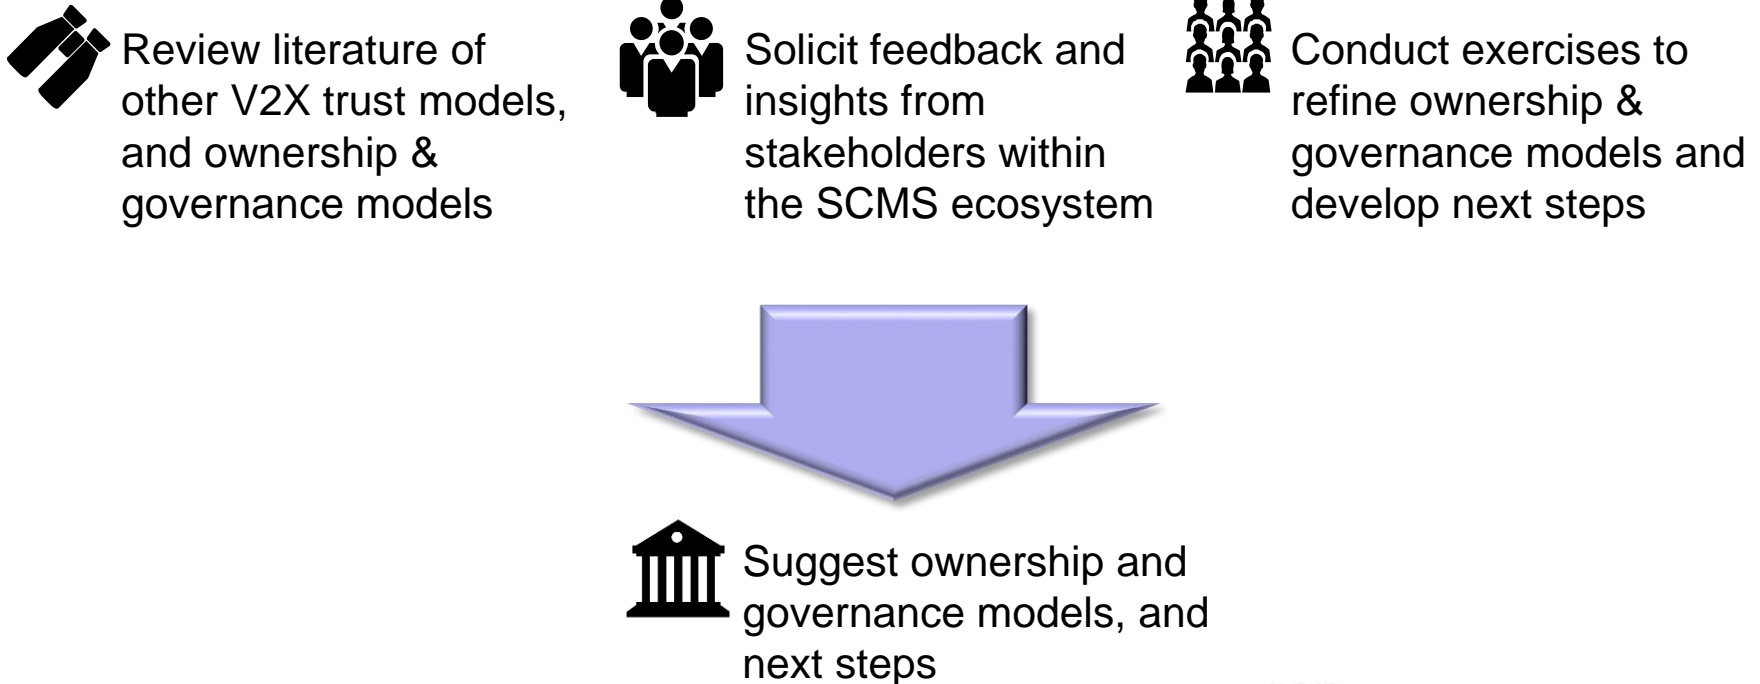 Review literature of
other V2X trust models,
and ownership &
governance models
Solicit feedback and
insights from
stakeholders within
the SCMS ecosystem
Conduct exercises to
refine ownership &
governance models and
develop next steps
Suggest ownership and
governance models, and
next steps